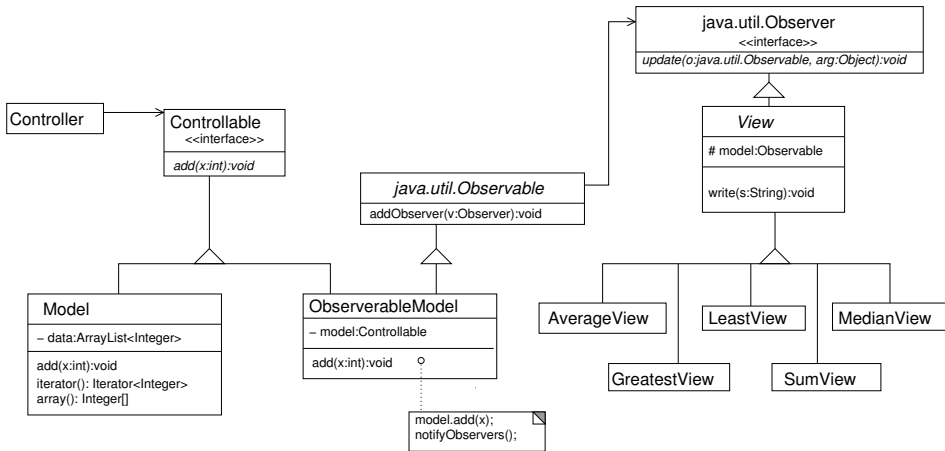 java.util.Observer
<<interface>>
update(o:java.util.Observable, arg:Object):void
Controller
Controllable
<<interface>>
add(x:int):void
View
# model:Observable
write(s:String):void
java.util.Observable
addObserver(v:Observer):void
Model
– data:ArrayList<Integer>
add(x:int):void
iterator(): Iterator<Integer>
array(): Integer[]
ObserverableModel
– model:Controllable
add(x:int):void
model.add(x);
notifyObservers();
AverageView
LeastView
MedianView
GreatestView
SumView